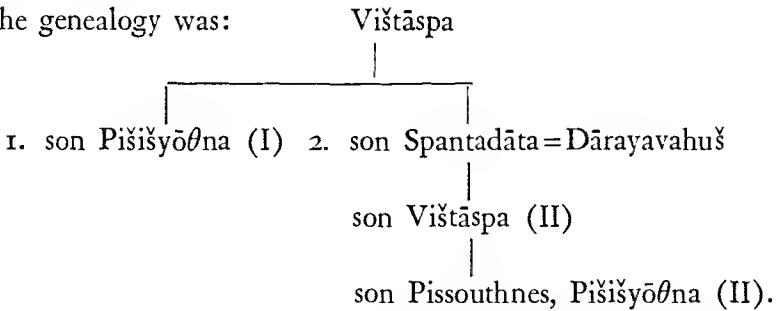 he genealogy was: Vištāspa
1. son Pišišyōθna (I) 2. son Spantadāta=Dārayavahuš
son Vištāspa (II)
son Pissouthnes, Pišišyōθna (II).